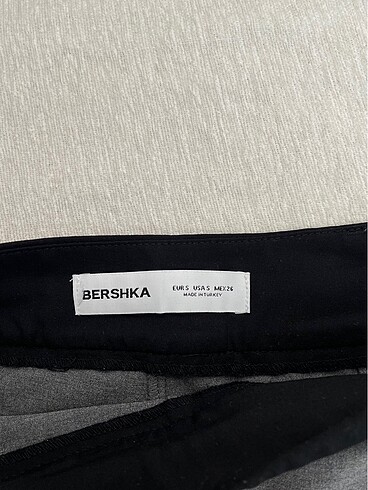 BERSHKA
EUR S USA S MEX 26
MADE IN TURKEY